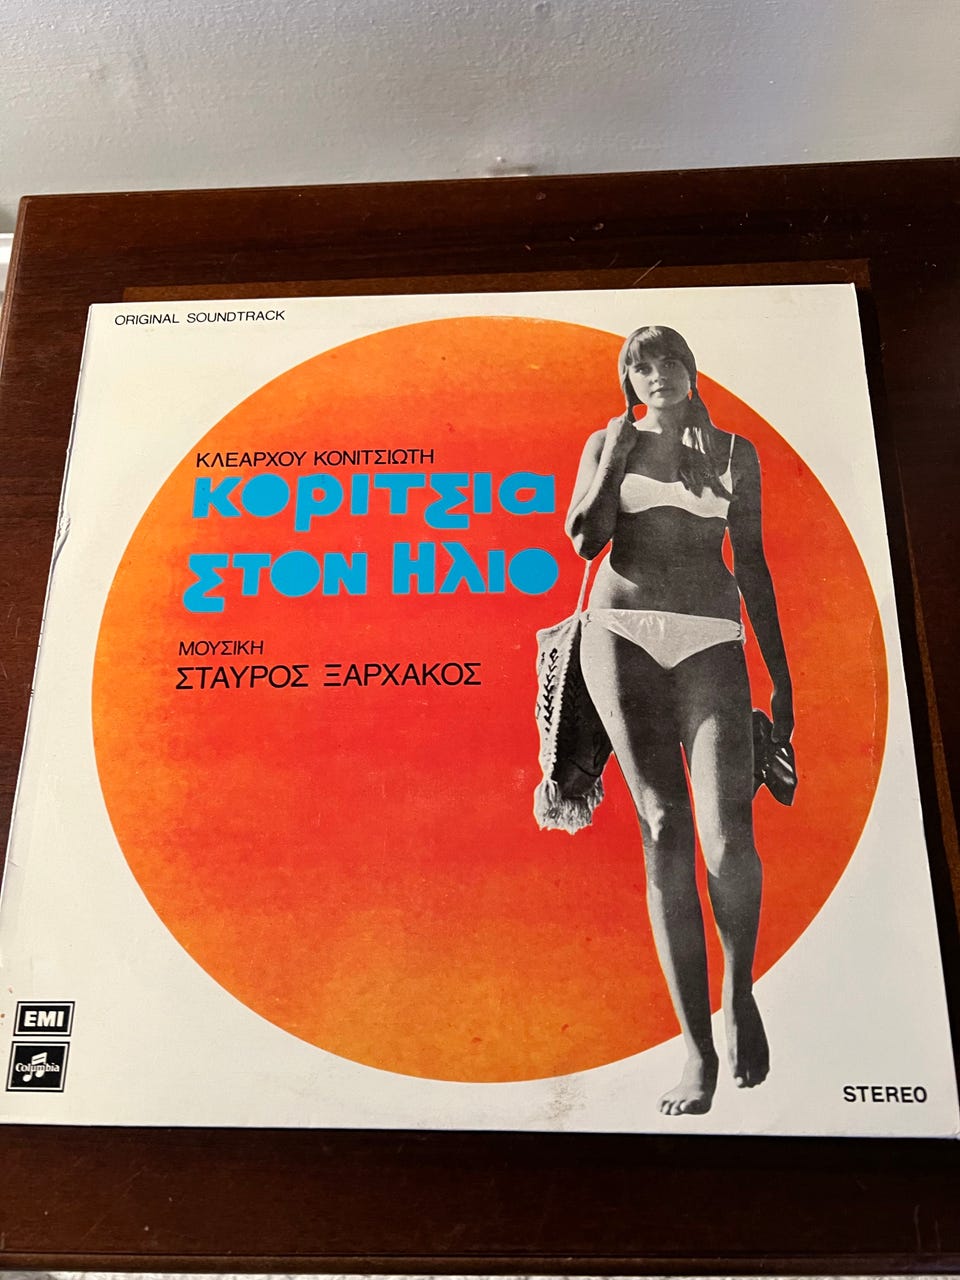 ORIGINAL SOUNDTRACK
ΚΛΕΑΡΧΟΥ ΚΟΝΙΤΣΙΩΤΗ
ΚΟΡΙΤΣΙΑ
ΣΤΟΝ ΗΛΙΟ
ΜΟΥΣΙΚΗ
ΣΤΑΥΡΟΣ ΞΑΡΧΑΚΟΣ
EMI
Columbia
STEREO